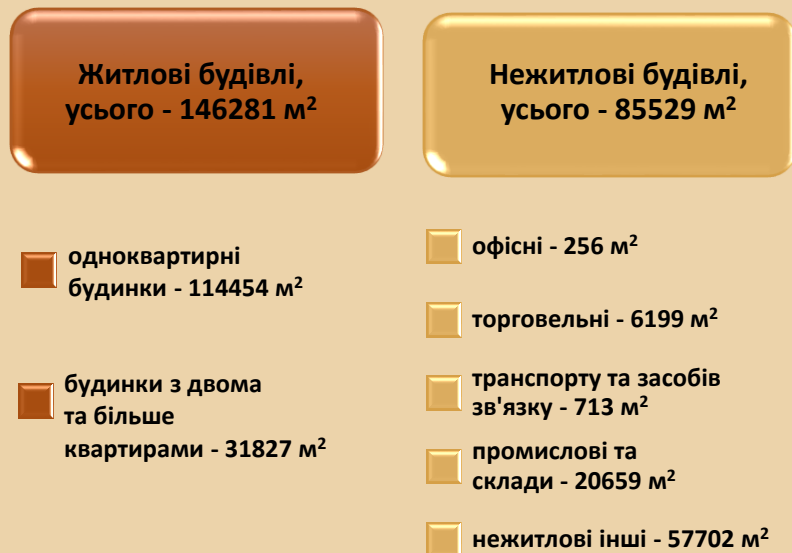 Житлові будівлі,
усього - 146281 м²
одноквартирні
будинки - 114454 м²
будинки з двома
та більше
квартирами - 31827 м²
Нежитлові будівлі,
усього - 85529 м²
офісні - 256 м²
торговельні - 6199 м²
транспорту та засобів
зв'язку - 713 м²
промислові та
склади - 20659 м²
нежитлові інші - 57702 м²